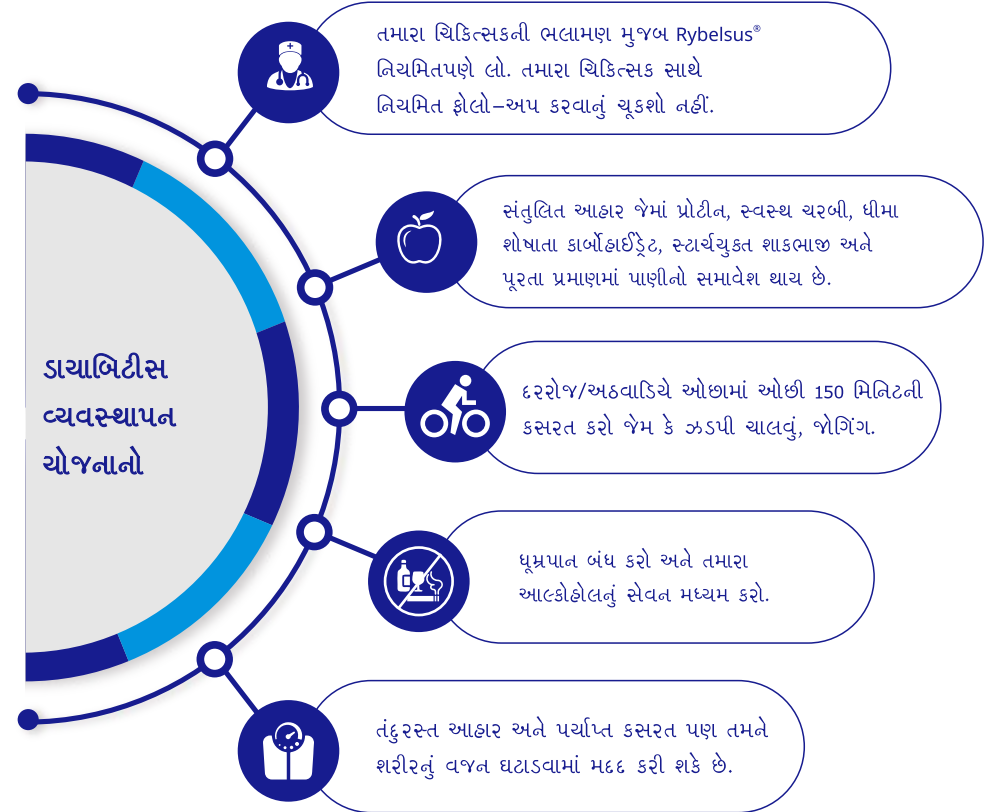 તમારા ચિકિત્સકની ભલામણ મુજબ Rybelsus®
નિયમિતપણે લો. તમારા ચિકિત્સક સાથે
નિયમિત ફોલો–અપ કરવાનું ચૂકશો નહીં.
સંતુલિત આહાર જેમાં પ્રોટીન, સ્વસ્થ ચરબી, ધીમા
શોષાતા કાર્બોહાઈડ્રેટ, સ્ટાર્ચયુકત શાકભાજી અને
પૂરતા પ્રમાણમાં પાણીનો સમાવેશ થાય છે.
ડાયાબિટીસ
વ્યવસ્થાપન
યોજનાનો
દરરોજ/અઠવાડિયે ઓછામાં ઓછી 150 મિનિટની
કસરત કરો જેમ કે ઝડપી ચાલવું, જોગિંગ.
ધૂમ્રપાન બંધ કરો અને તમારા
આલ્કોહોલનું સેવન મધ્યમ કરો.
તંદુરસ્ત આહાર અને પર્યાપ્ત કસરત પણ તમને
શરીરનું વજન ઘટાડવામાં મદદ કરી શકે છે.